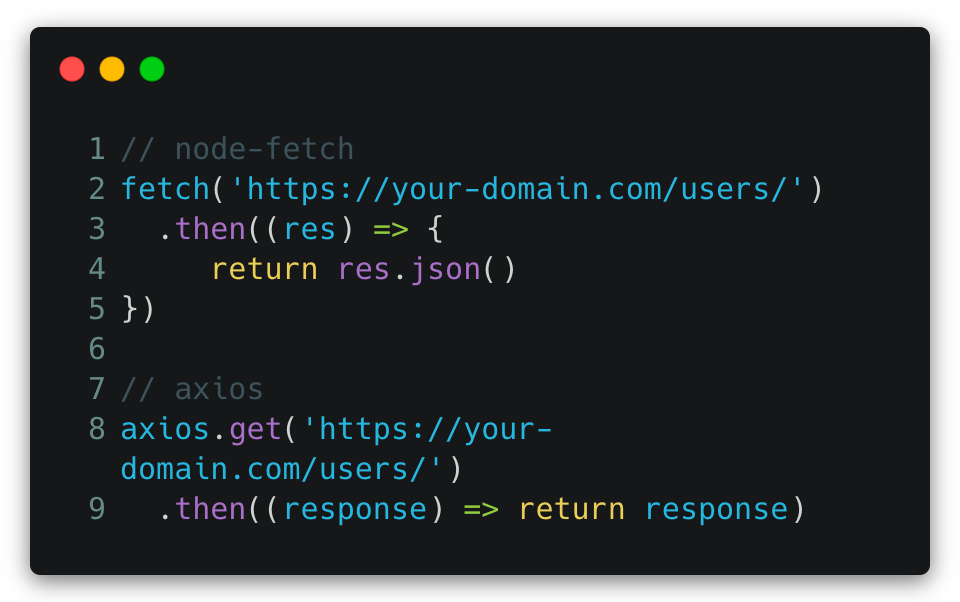 1 // node-fetch
2 fetch('https://your-domain.com/users/')
3   .then((res) => {
4      return res.json()
5 })
6
7 // axios
8 axios.get('https://your-
domain.com/users/')
9   .then((response) => return response)